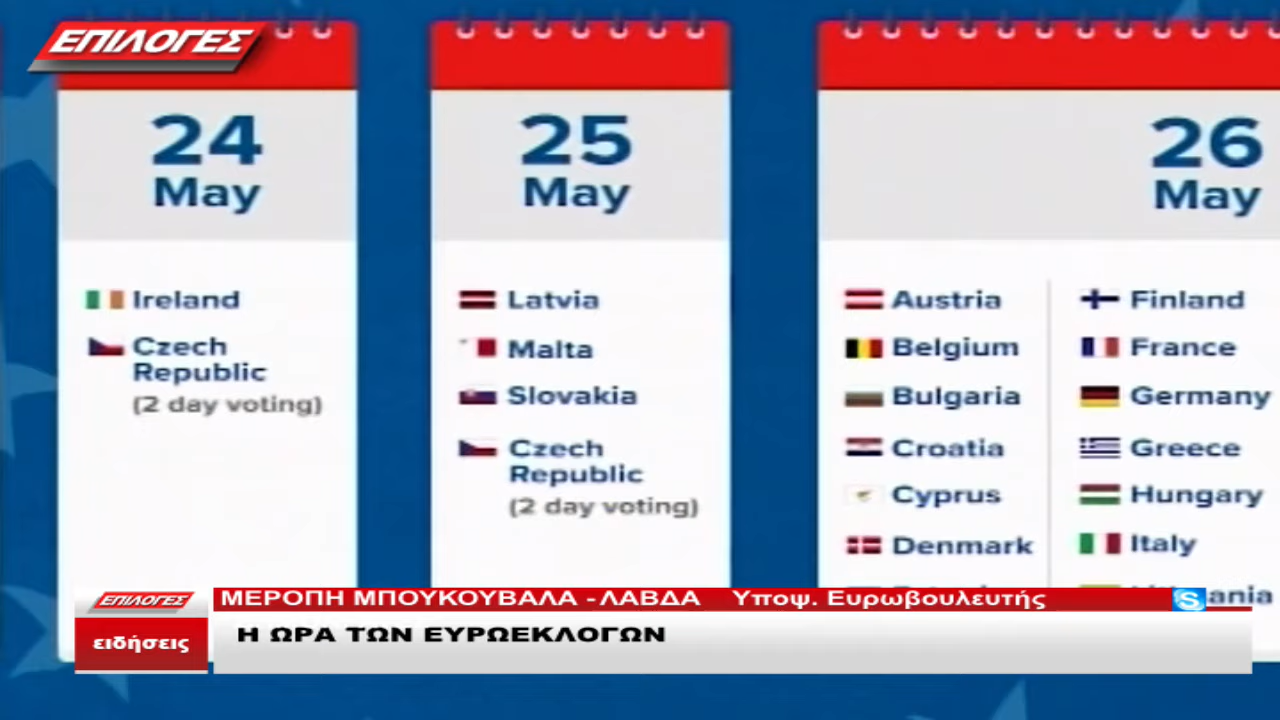 ΕΠΙΛΟΓΕΣ
24
May
Ireland
Czech
Republic
(2 day voting)
25
May
Latvia
Malta
Slovakia
Czech
Republic
(2 day voting)
26
May
Austria
Belgium
Bulgaria
Croatia
Cyprus
Denmark
Finland
France
Germany
Greece
Hungary
Italy
ΕΠΙΛΟΓΕΣ
ΜΕΡΟΠΗ ΜΠΟΥΚΟΥΒΑΛΑ - ΛΑΒΔΑ Υποψ. Ευρωβουλευτής
ειδήσεις
Η ΩΡΑ ΤΩΝ ΕΥΡΩΕΚΛΟΓΩΝ